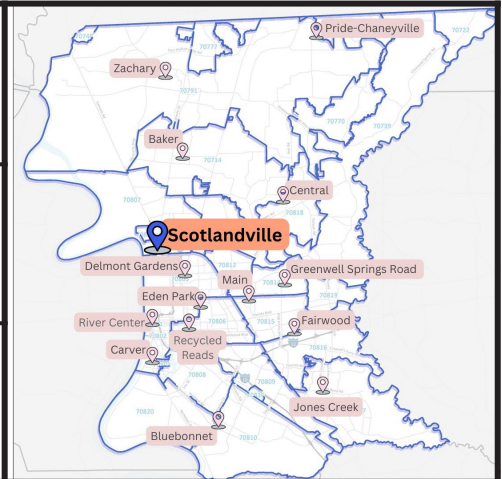 70722
Pride-Chaneyville
70777
Zachary
70791
70770
70739
Baker
70714
Central
70807
70818
Scotlandville
Delmont Gardens
70812
Greenwell Springs Road
Main
Eden Park
70819
River Center
70802
70806
70815
Fairwood
Recycled
Reads
Carver
70816
70808
70809
Jones Creek
70820
Bluebonnet
70810